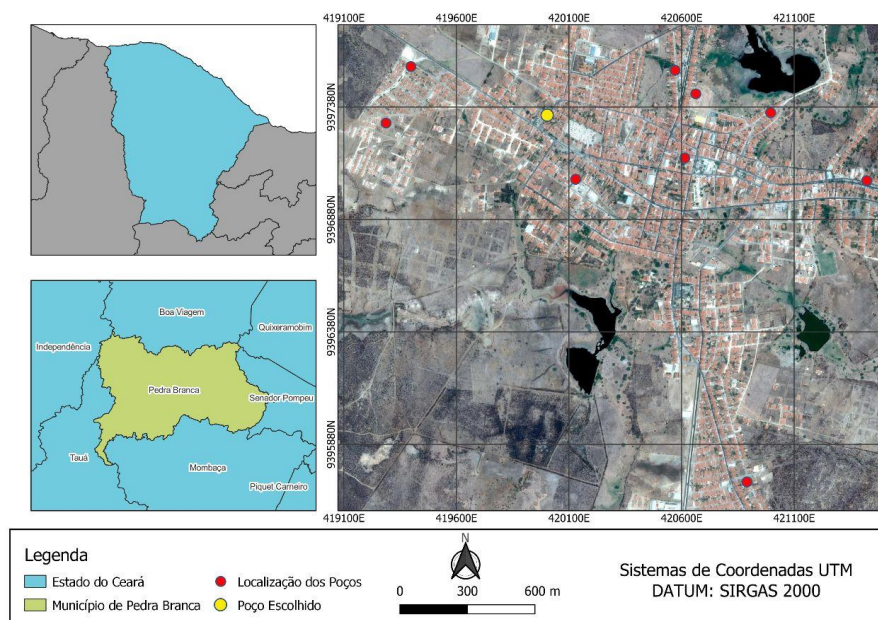 419100E 419600E 420100E 420600E 421100E
9397380N
9396880N
9396380N
9395880N
419100E 419600E 420100E 420600E 421100E
Boa Viagem
Quixeramobim
Independência
Pedra Branca
Senador Pompeu
Tauá
Mombaça
Piquet Carneiro
Legenda
Estado do Ceará
Município de Pedra Branca
Localização dos Poços
Poço Escolhido
N
0 300 600 m
Sistemas de Coordenadas UTM
DATUM: SIRGAS 2000